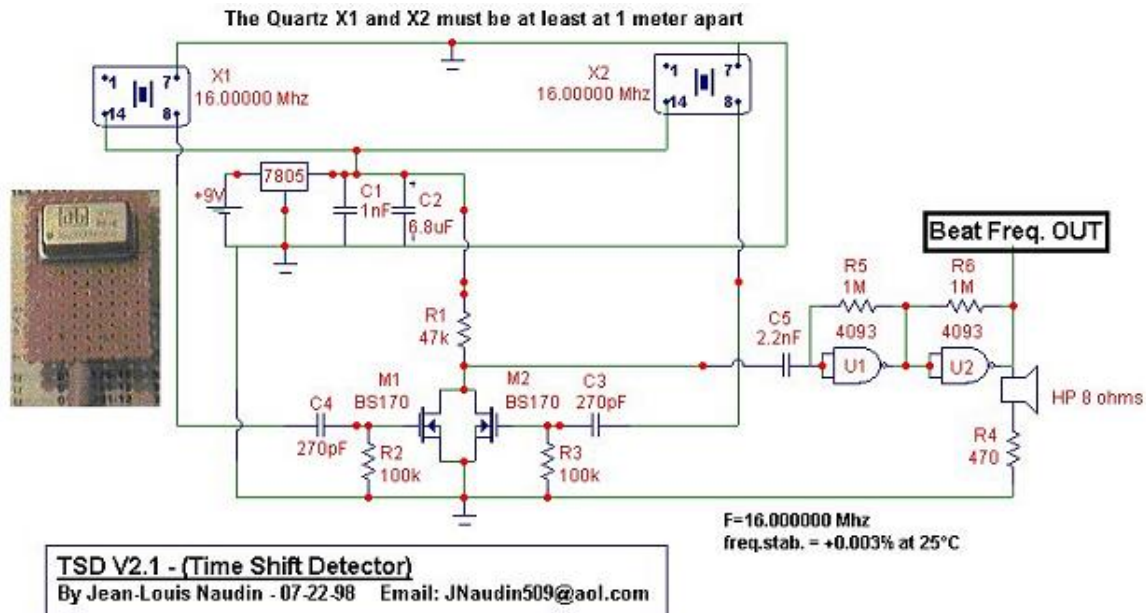 The Quartz X1 and X2 must be at least at 1 meter apart
1 7
14 8
X1
16.00000 Mhz
X2
16.00000 Mhz
1 7
14 8
+9V
7805
C1
1nF
C2
6.8uF
Beat Freq. OUT
R5
1M
R6
1M
R1
47k
C5
2.2nF
4093
4093
U1
U2
HP 8 ohms
M1
BS170
M2
BS170
C4
270pF
C3
270pF
R2
100k
R3
100k
R4
470
F=16.000000 Mhz
freq.stab. = +0.003% at 25°C
TSD V2.1 - (Time Shift Detector)
By Jean-Louis Naudin - 07-22-98 Email: JNaudin509@aol.com